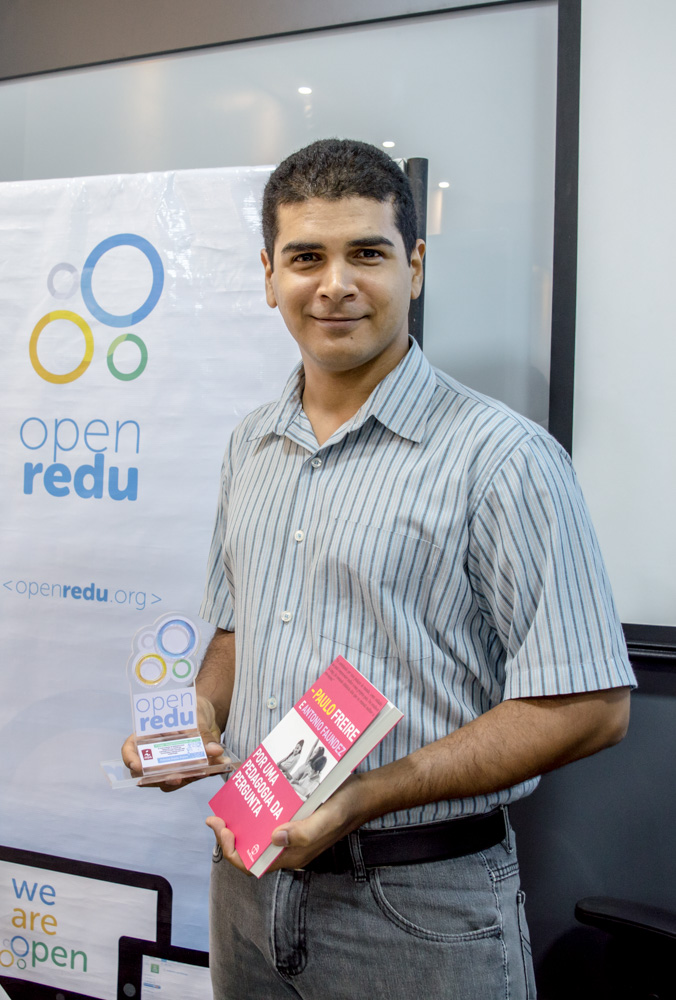 open
redu
<openredu.org>
open
redu
PAULO FREIRE
E ANTONIO FAUNDEZ
POR UMA
PEDAGOGIA DA
PERGUNTA
we
are
open